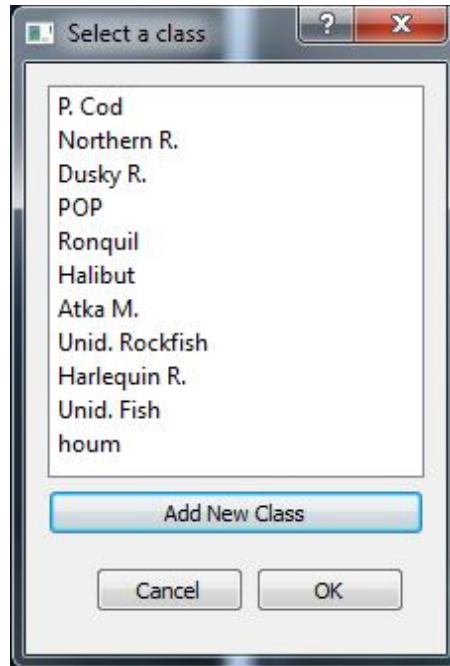 Select a class
?
X
P. Cod
Northern R.
Dusky R.
POP
Ronquil
Halibut
Atka M.
Unid. Rockfish
Harlequin R.
Unid. Fish
houm
Add New Class
Cancel
OK